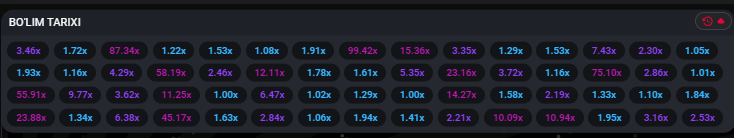 BO'LIM TARIXI
3.46x 1.72x 87.34x 1.22x 1.53x 1.08x 1.91x 99.42x 15.36x 3.35x 1.29x 1.53x 7.43x 2.30x 1.05x
1.93x 1.16x 4.29x 58.19x 2.46x 12.11x 1.78x 1.61x 5.35x 23.16x 3.72x 1.16x 75.10x 2.86x 1.01x
55.91x 9.77x 3.62x 11.25x 1.00x 6.47x 1.02x 1.29x 1.00x 14.27x 1.58x 2.19x 1.33x 1.10x 1.84x
23.88x 1.34x 6.38x 45.17x 1.63x 2.84x 1.06x 1.94x 1.41x 2.21x 10.09x 10.94x 1.95x 3.16x 2.53x